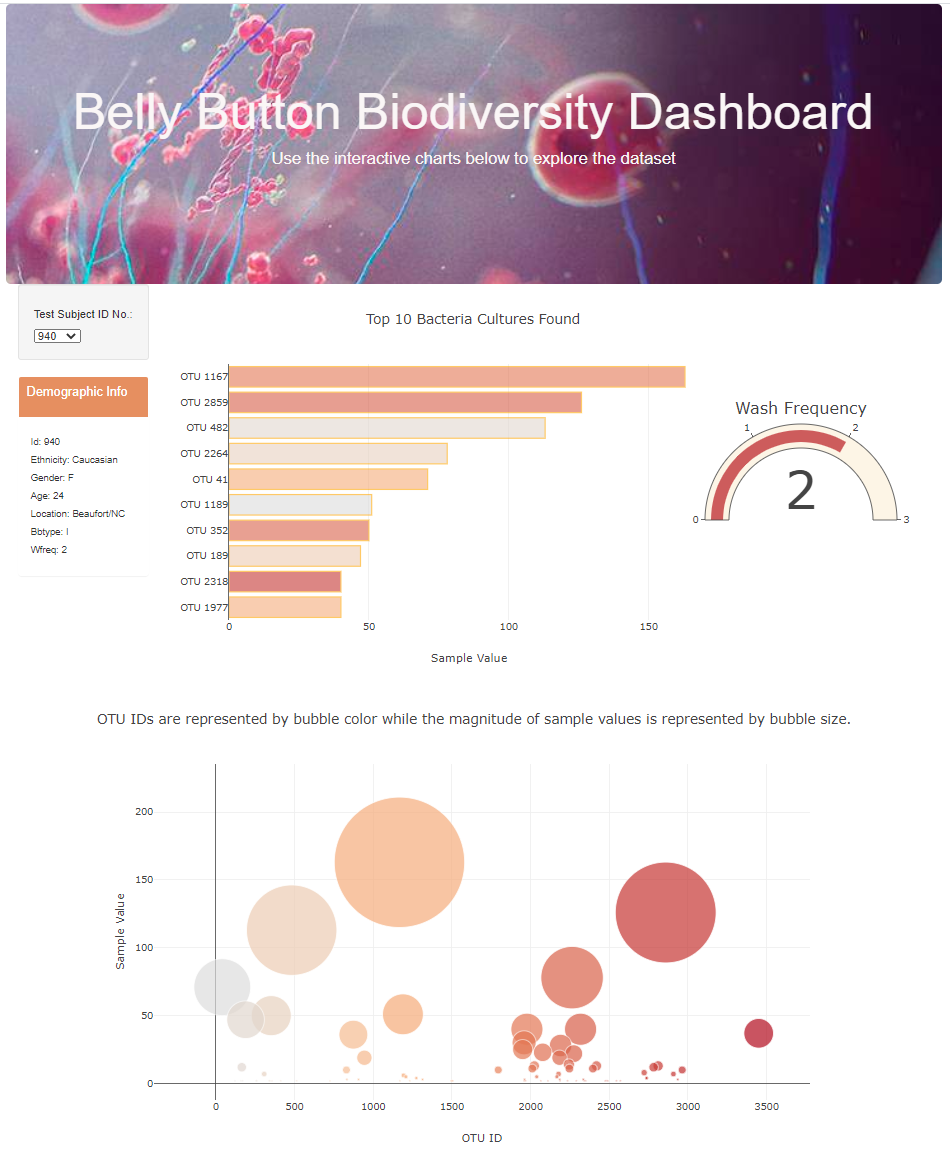 Belly Button Biodiversity Dashboard
Use the interactive charts below to explore the dataset
Test Subject ID No.:
940
Demographic Info
Id: 940
Ethnicity: Caucasian
Gender: F
Age: 24
Location: Beaufort/NC
Bbtype: I
Wfreq: 2
Top 10 Bacteria Cultures Found
OTU 1167
OTU 2859
OTU 482
OTU 2264
OTU 41
OTU 1189
OTU 352
OTU 189
OTU 2318
OTU 1977
0 50 100 150
Sample Value
Wash Frequency
0 1 2 3
2
OTU IDs are represented by bubble color while the magnitude of sample values is represented by bubble size.
200
150
100
50
0
Sample Value
0 500 1000 1500 2000 2500 3000 3500
OTU ID